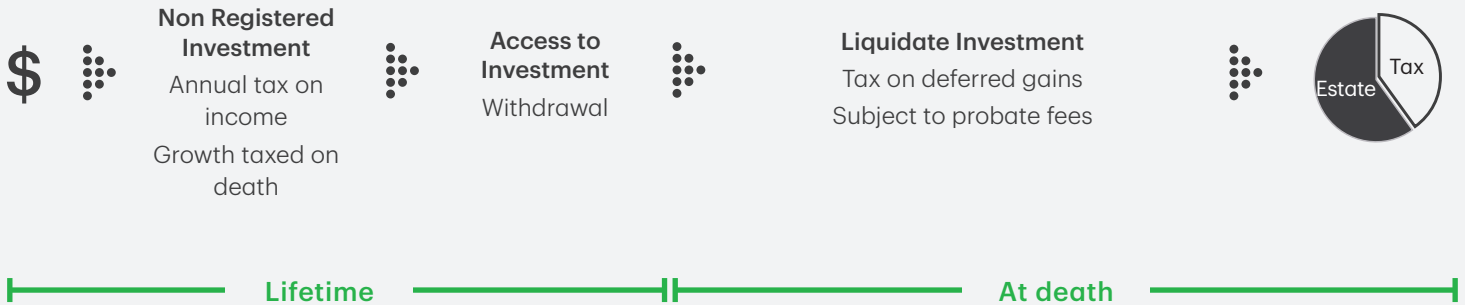 $
Non Registered
Investment
Annual tax on
income
Growth taxed on
death
Access to
Investment
Withdrawal
Liquidate Investment
Tax on deferred gains
Subject to probate fees
Estate
Tax
Lifetime
At death